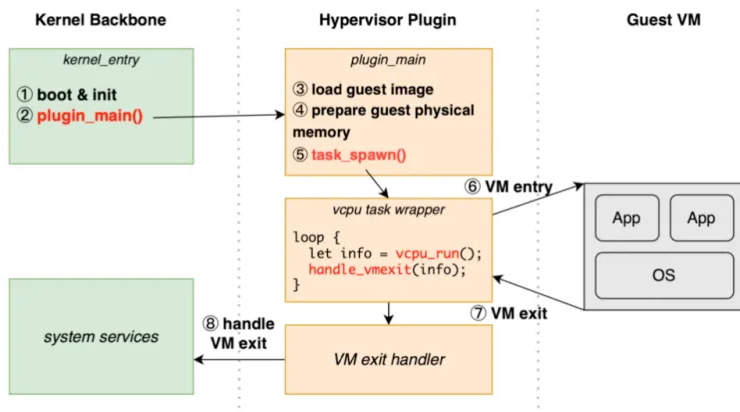 Kernel Backbone
Hypervisor Plugin
Guest VM
kernel_entry
① boot & init
② plugin_main()
plugin_main
③ load guest image
④ prepare guest physical
memory
⑤ task_spawn()
⑥ VM entry
vcpu task wrapper
loop {
let info = vcpu_run();
handle_vmexit(info);
}
App
App
OS
⑦ VM exit
system services
⑧ handle
VM exit
VM exit handler